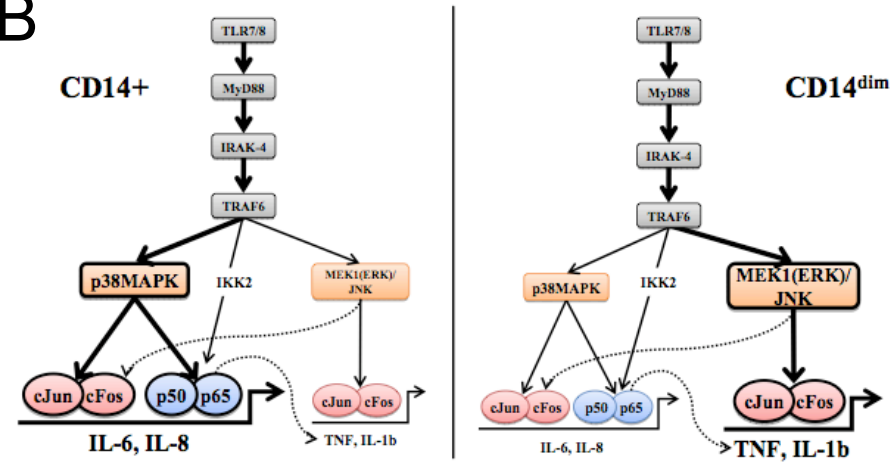 B
CD14+
TLR7/8
MyD88
IRAK-4
TRAF6
p38MAPK
IKK2
MEK1(ERK)/
JNK
cJun
cFos
p50
p65
IL-6, IL-8
cJun
cFos
TNF, IL-1b
CD14dim
TLR7/8
MyD88
IRAK-4
TRAF6
p38MAPK
IKK2
MEK1(ERK)/
JNK
cJun
cFos
p50
p65
IL-6, IL-8
cJun
cFos
TNF, IL-1b